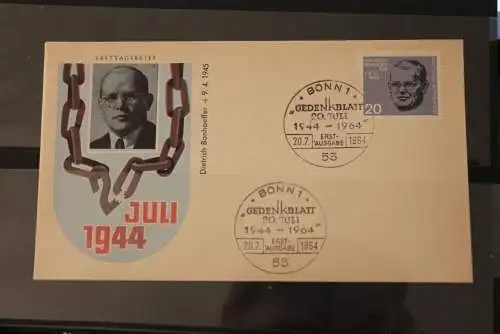 ERSTTAGSBRIEF
Dietrich Bonhoeffer + 9.4.1945
JULI
1944
20
BONN 1
GEDENKBLATT
20. JULI
1944 - 1964
20.7. ERST- 1964
AUSGABE
53
BONN 1
GEDENKBLATT
20. JULI
1944 - 1964
20.7. ERST- 1964
AUSGABE
53